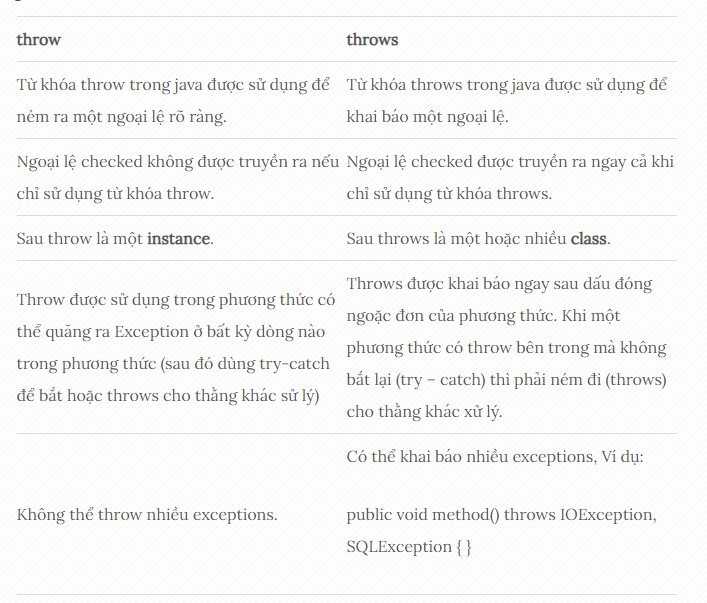 throw
throws
Từ khóa throw trong java được sử dụng để
ném ra một ngoại lệ rõ ràng.
Từ khóa throws trong java được sử dụng để
khai báo một ngoại lệ.
Ngoại lệ checked không được truyền ra nếu
chỉ sử dụng từ khóa throw.
Ngoại lệ checked được truyền ra ngay cả khi
chỉ sử dụng từ khóa throws.
Sau throw là một instance.
Sau throws là một hoặc nhiều class.
Throw được sử dụng trong phương thức có
thể quăng ra Exception ở bất kỳ dòng nào
trong phương thức (sau đó dùng try-catch
để bắt hoặc throws cho thằng khác sử lý)
Throws được khai báo ngay sau dấu đóng
ngoặc đơn của phương thức. Khi một
phương thức có throw bên trong mà không
bắt lại (try – catch) thì phải ném đi (throws)
cho thằng khác xử lý.
Không thể throw nhiều exceptions.
Có thể khai báo nhiều exceptions, Ví dụ:
public void method() throws IOException,
SQLException { }